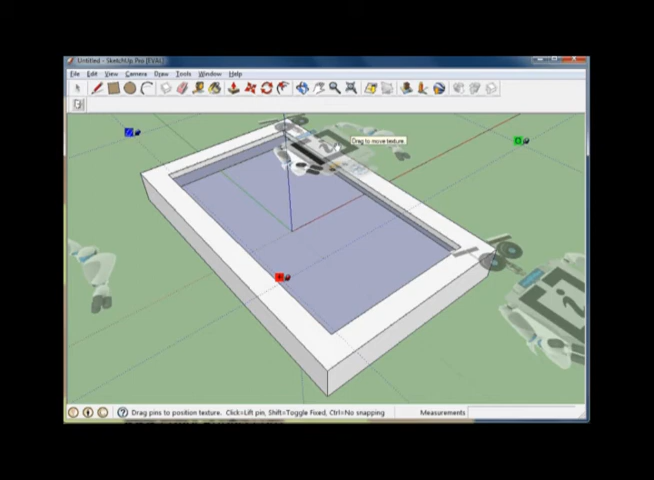 Untitled - SketchUp Pro [EVAL]
File Edit View Camera Draw Tools Window Help
Drag to move texture
Drag pins to position texture. Click=Lift pin, Shift=Toggle Fixed, Ctrl=No snapping
Measurements